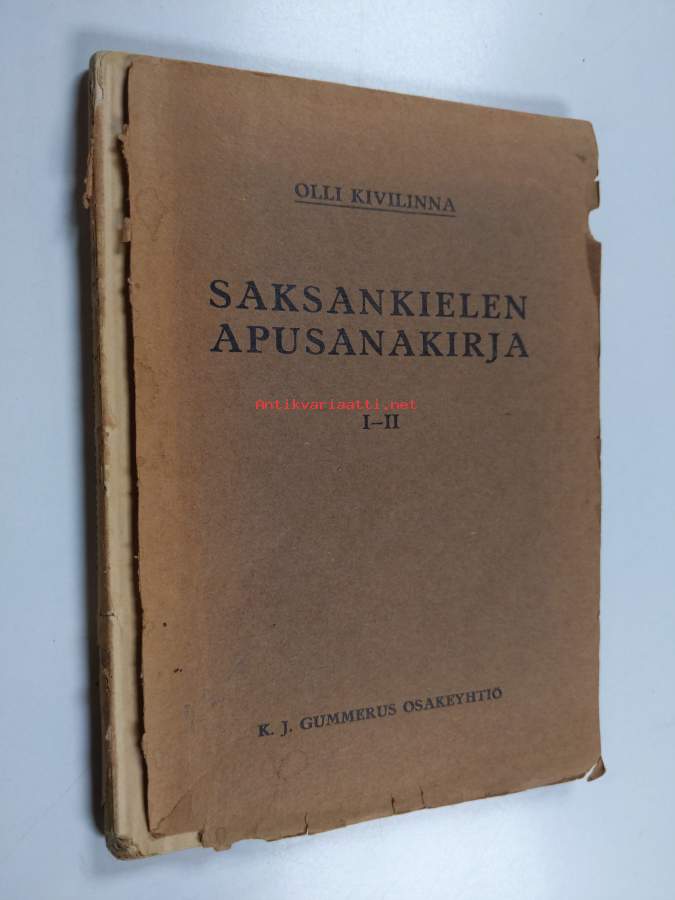 OLLI KIVILINNA
SAKSANKIELEN
APUSANAKIRJA
Antikvariaatti.net
I-II
K. J. GUMMERUS OSAKEYHTIÖ